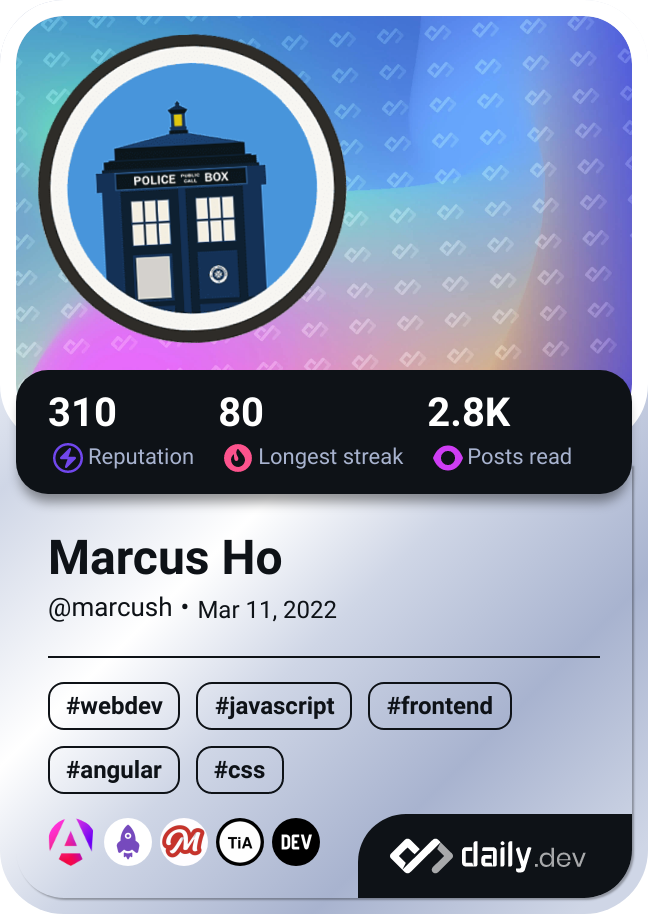 POLICE PUBLIC CALL BOX
310 80 2.8K
Reputation Longest streak Posts read
Marcus Ho
@marcush • Mar 11, 2022
#webdev #javascript #frontend
#angular #css
A M TiA DEV daily.dev